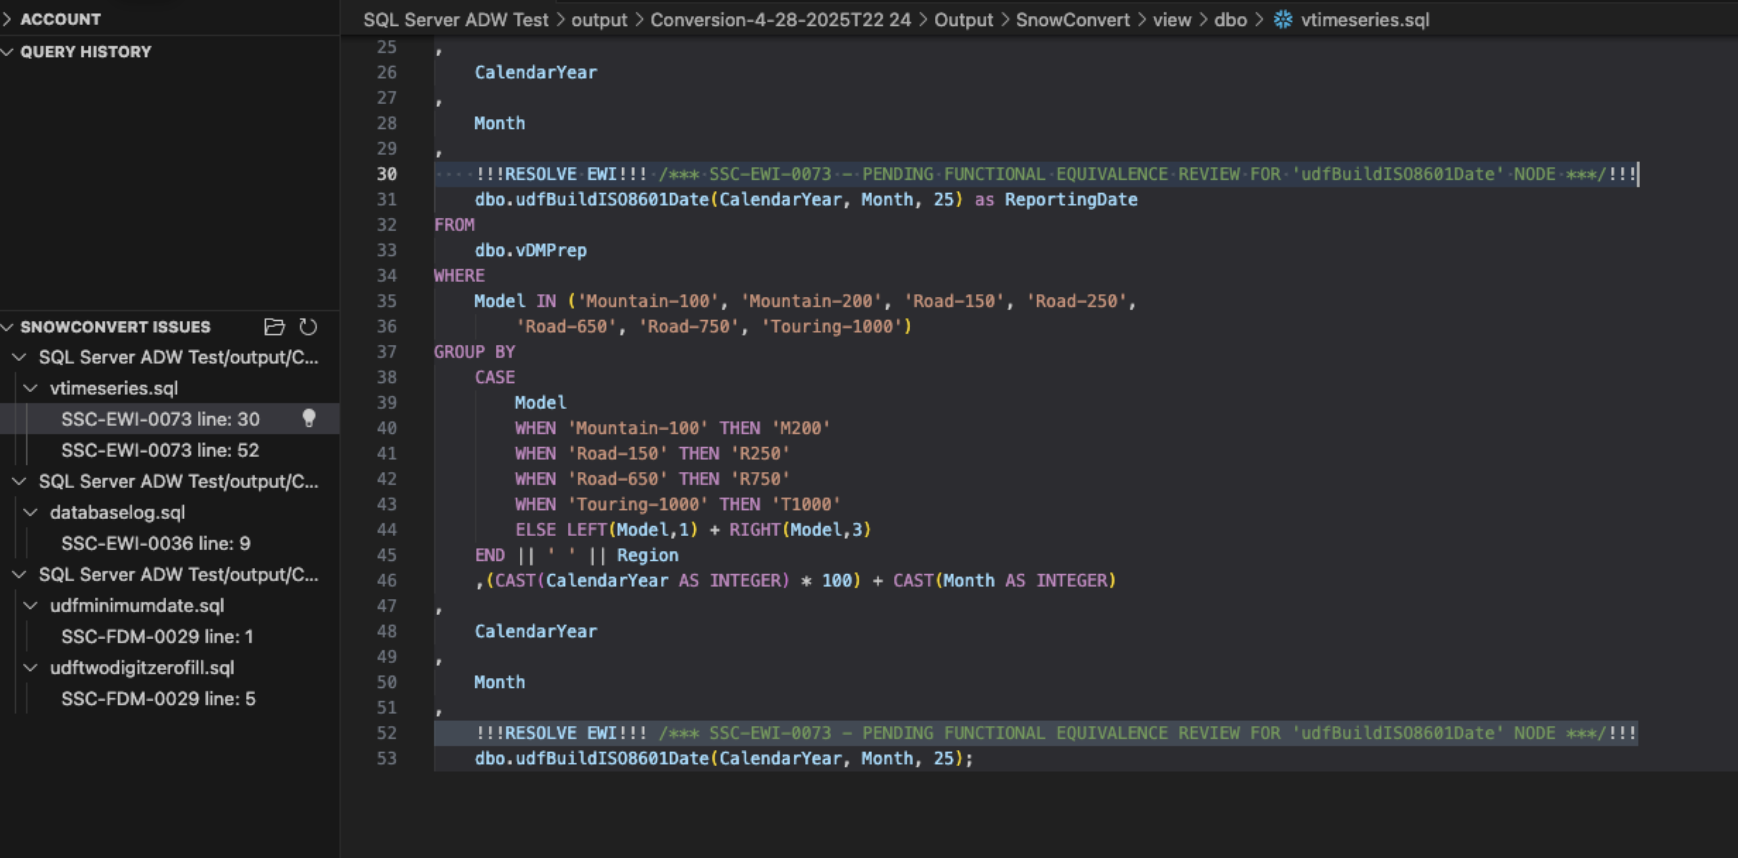 ACCOUNT
QUERY HISTORY
SNOWCONVERT ISSUES
SQL Server ADW Test/output/C...
vtimeseries.sql
SSC-EWI-0073 line: 30
SSC-EWI-0073 line: 52
SQL Server ADW Test/output/C...
databaselog.sql
SSC-EWI-0036 line: 9
SQL Server ADW Test/output/C...
udfminimumdate.sql
SSC-FDM-0029 line: 1
udftwodigitzerofill.sql
SSC-FDM-0029 line: 5
SQL Server ADW Test > output > Conversion-4-28-2025T22 24 > Output > SnowConvert > view > dbo > vtimeseries.sql
25 ,
26 CalendarYear
27 ,
28 Month
29 ,
30 !!!RESOLVE EWI!!! /*** SSC-EWI-0073 - PENDING FUNCTIONAL EQUIVALENCE REVIEW FOR 'udfBuildISO8601Date' NODE ***/!!!
31 dbo.udfBuildISO8601Date(CalendarYear, Month, 25) as ReportingDate
32 FROM
33 dbo.vDMPrep
34 WHERE
35 Model IN ('Mountain-100', 'Mountain-200', 'Road-150', 'Road-250',
36 'Road-650', 'Road-750', 'Touring-1000')
37 GROUP BY
38 CASE
39 Model
40 WHEN 'Mountain-100' THEN 'M200'
41 WHEN 'Road-150' THEN 'R250'
42 WHEN 'Road-650' THEN 'R750'
43 WHEN 'Touring-1000' THEN 'T1000'
44 ELSE LEFT(Model,1) + RIGHT(Model,3)
45 END || ' ' || Region
46 ,(CAST(CalendarYear AS INTEGER) * 100) + CAST(Month AS INTEGER)
47 ,
48 CalendarYear
49 ,
50 Month
51 ,
52 !!!RESOLVE EWI!!! /*** SSC-EWI-0073 - PENDING FUNCTIONAL EQUIVALENCE REVIEW FOR 'udfBuildISO8601Date' NODE ***/!!!
53 dbo.udfBuildISO8601Date(CalendarYear, Month, 25);